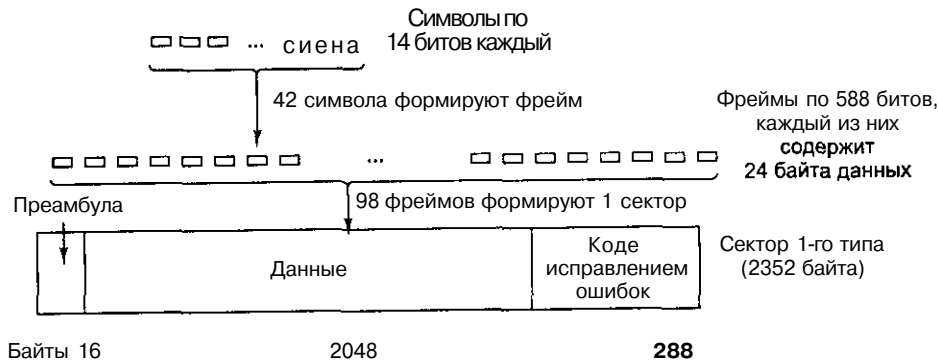 Символы по
14 битов каждый
... сиена
42 символа формируют фрейм
Фреймы по 588 битов,
каждый из них
содержит
24 байта данных
...
Преамбула
98 фреймов формируют 1 сектор
Данные
Коде
исправлением
ошибок
Сектор 1-го типа
(2352 байта)
Байты 16 2048 288